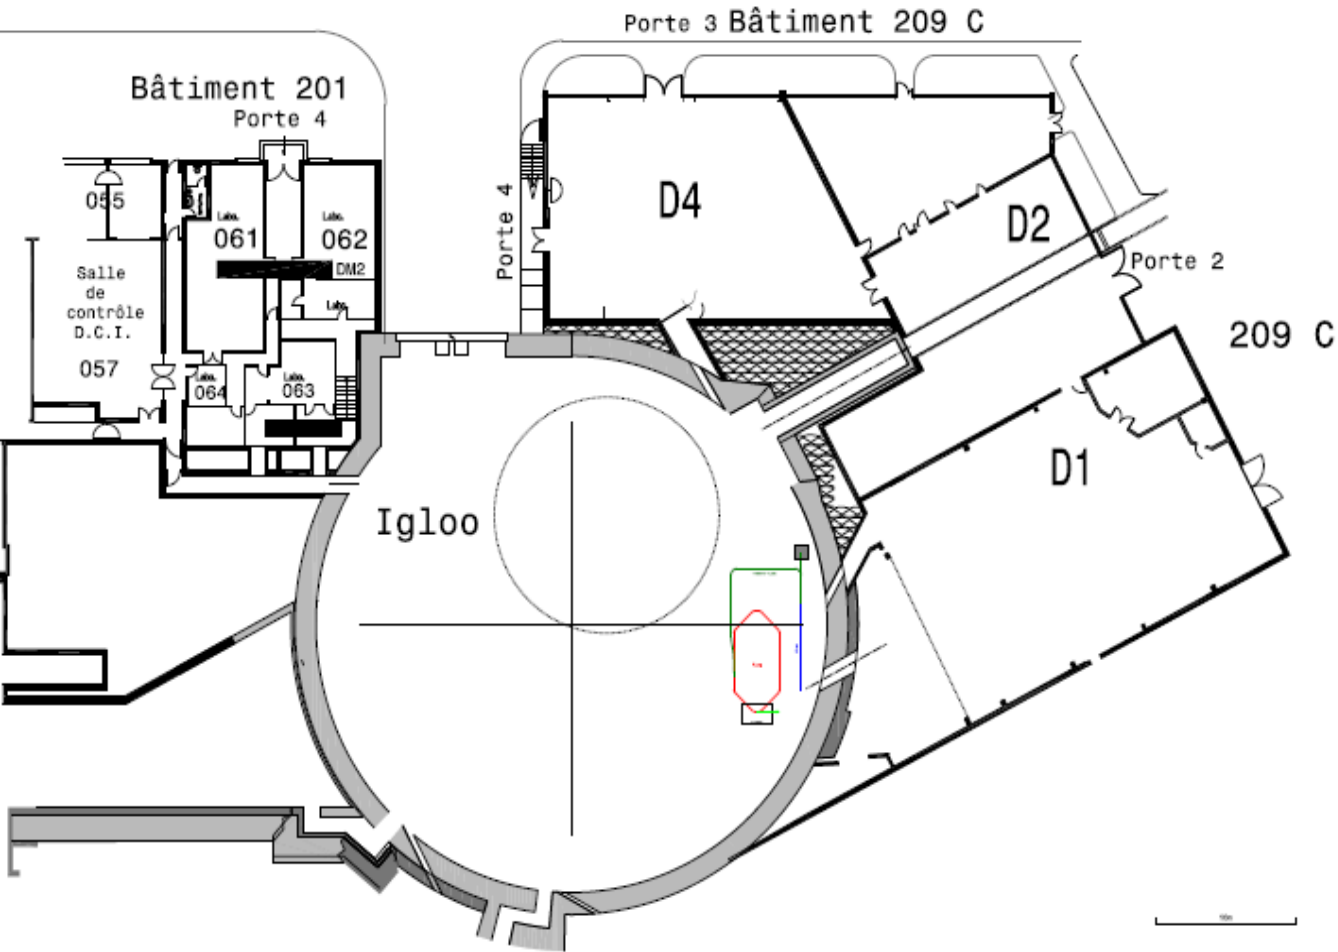 Porte 3 Bâtiment 209 C
Bâtiment 201
Porte 4
055
Labo.
061
Labo.
062
DM2
Labo.
Salle
de
contrôle
D.C.I.
057
Labo.
064
Labo.
063
Porte 4
D4
D2
Porte 2
209 C
D1
Igloo
10m